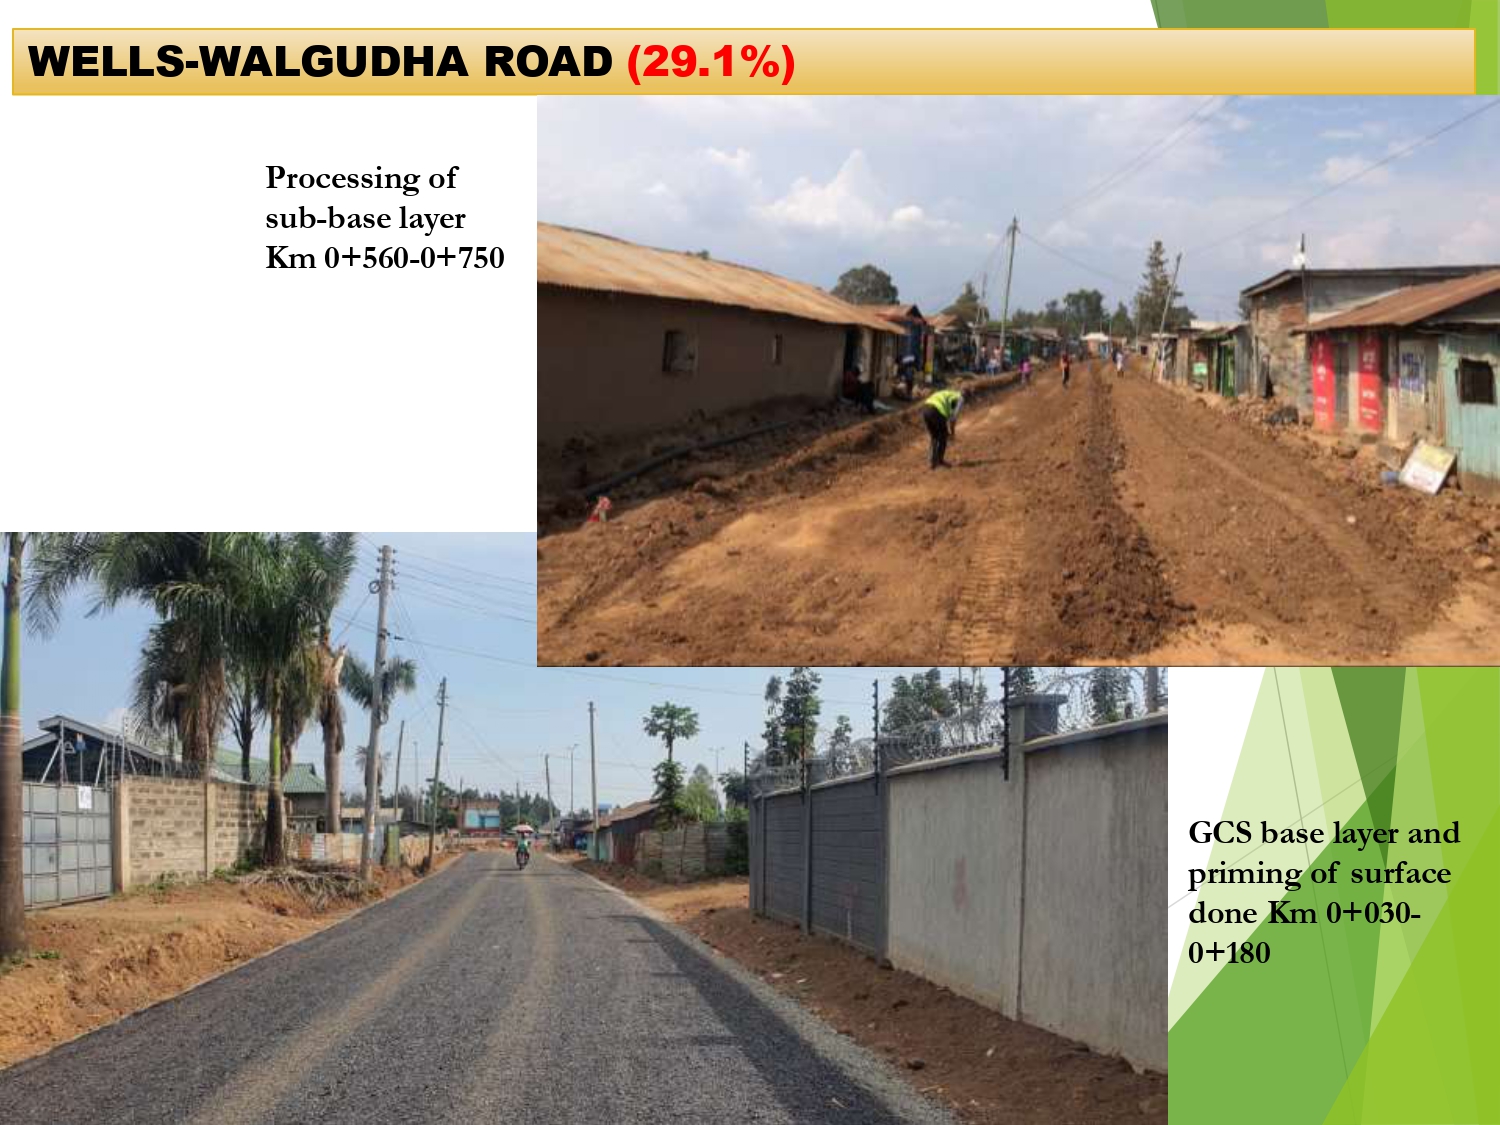 WELLS-WALGUDHA ROAD (29.1%)
Processing of
sub-base layer
Km 0+560-0+750
GCS base layer and
priming of surface
done Km 0+030-
0+180